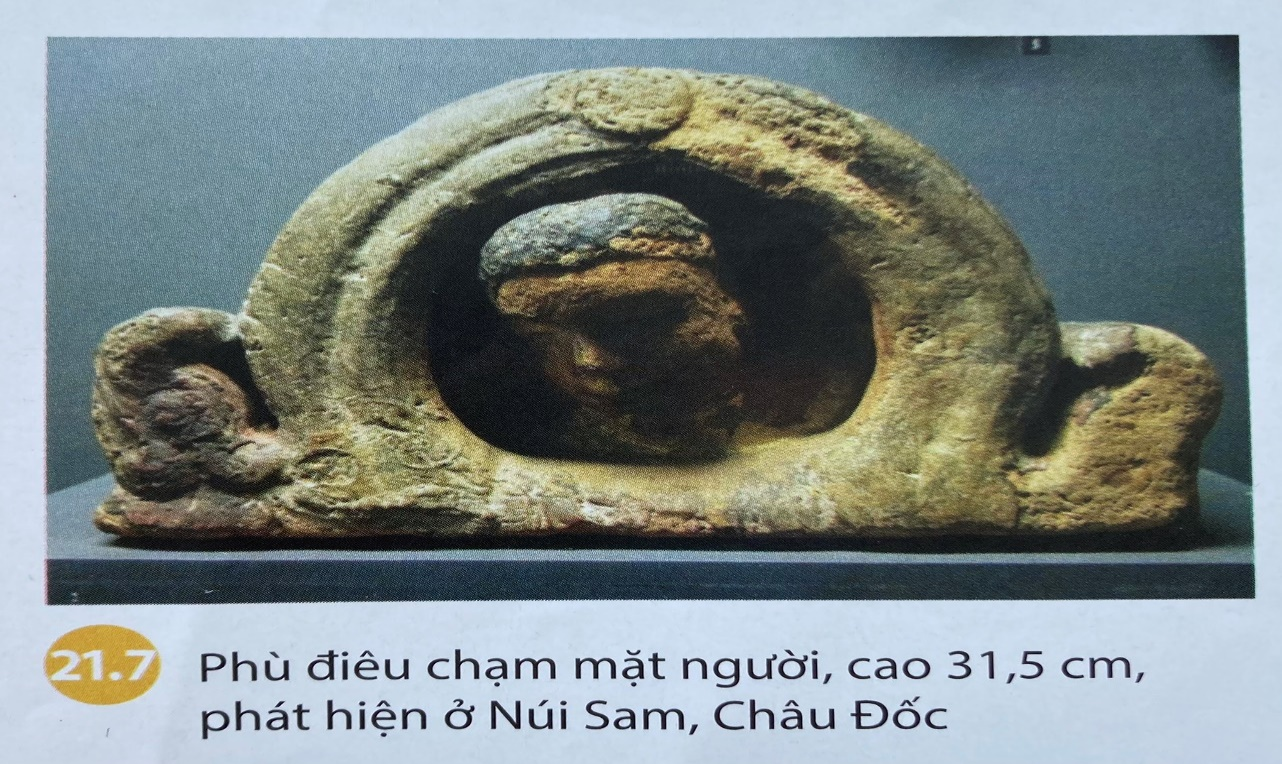 21.7 Phù điêu chạm mặt người, cao 31,5 cm,
phát hiện ở Núi Sam, Châu Đốc